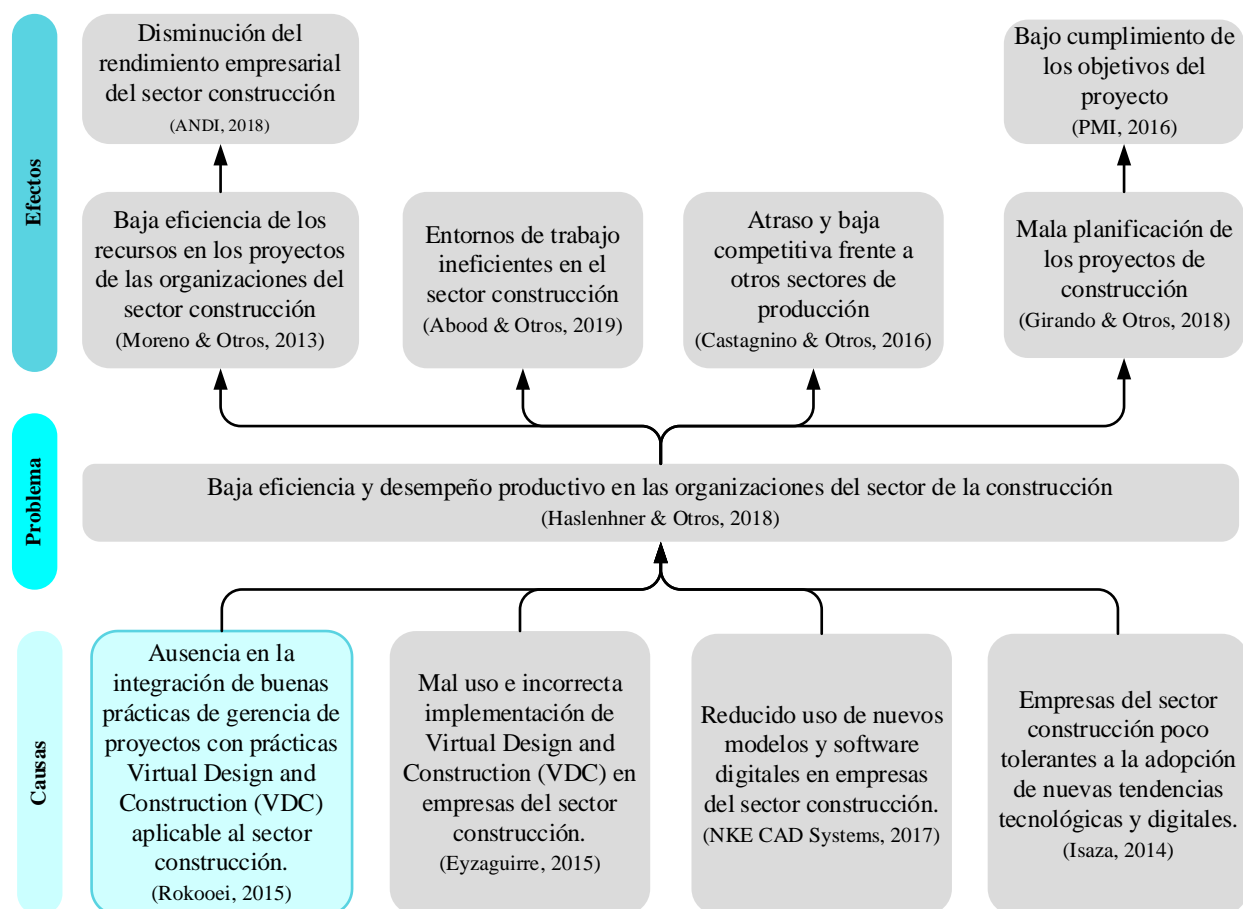 Efectos
Disminución del
rendimiento empresarial
del sector construcción
(ANDI, 2018)
Bajo cumplimiento de
los objetivos del
proyecto
(PMI, 2016)
Baja eficiencia de los
recursos en los proyectos
de las organizaciones del
sector construcción
(Moreno & Otros, 2013)
Entornos de trabajo
ineficientes en el
sector construcción
(Abood & Otros, 2019)
Atraso y baja
competitiva frente a
otros sectores de
producción
(Castagnino & Otros, 2016)
Mala planificación de
los proyectos de
construcción
(Girando & Otros, 2018)
Problema
Baja eficiencia y desempeño productivo en las organizaciones del sector de la construcción
(Haslenhner & Otros, 2018)
Causas
Ausencia en la
integración de buenas
prácticas de gerencia de
proyectos con prácticas
Virtual Design and
Construction (VDC)
aplicable al sector
construcción.
(Rokooei, 2015)
Mal uso e incorrecta
implementación de
Virtual Design and
Construction (VDC) en
empresas del sector
construcción.
(Eyzaguirre, 2015)
Reducido uso de nuevos
modelos y software
digitales en empresas
del sector construcción.
(NKE CAD Systems, 2017)
Empresas del sector
construcción poco
tolerantes a la adopción
de nuevas tendencias
tecnológicas y digitales.
(Isaza, 2014)